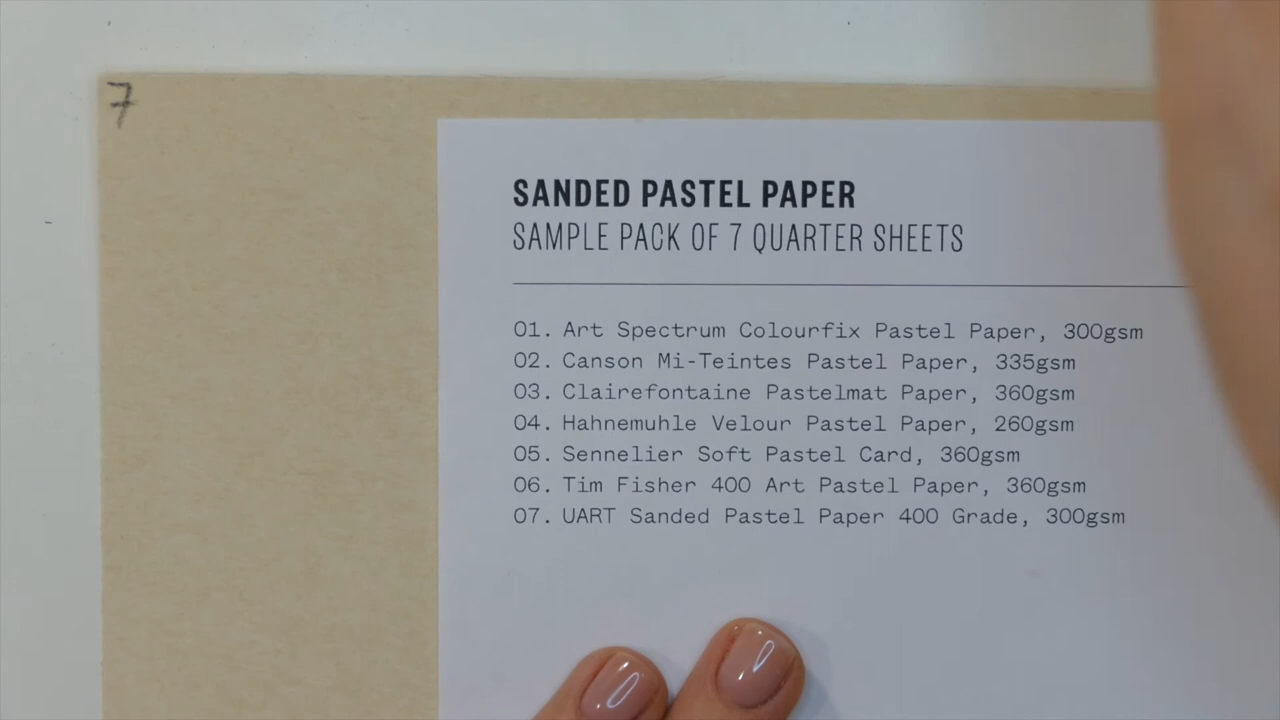 7
SANDED PASTEL PAPER
SAMPLE PACK OF 7 QUARTER SHEETS
01. Art Spectrum Colourfix Pastel Paper, 300gsm
02. Canson Mi-Teintes Pastel Paper, 335gsm
03. Clairefontaine Pastelmat Paper, 360gsm
04. Hahnemuhle Velour Pastel Paper, 260gsm
05. Sennelier Soft Pastel Card, 360gsm
06. Tim Fisher 400 Art Pastel Paper, 360gsm
07. UART Sanded Pastel Paper 400 Grade, 300gsm